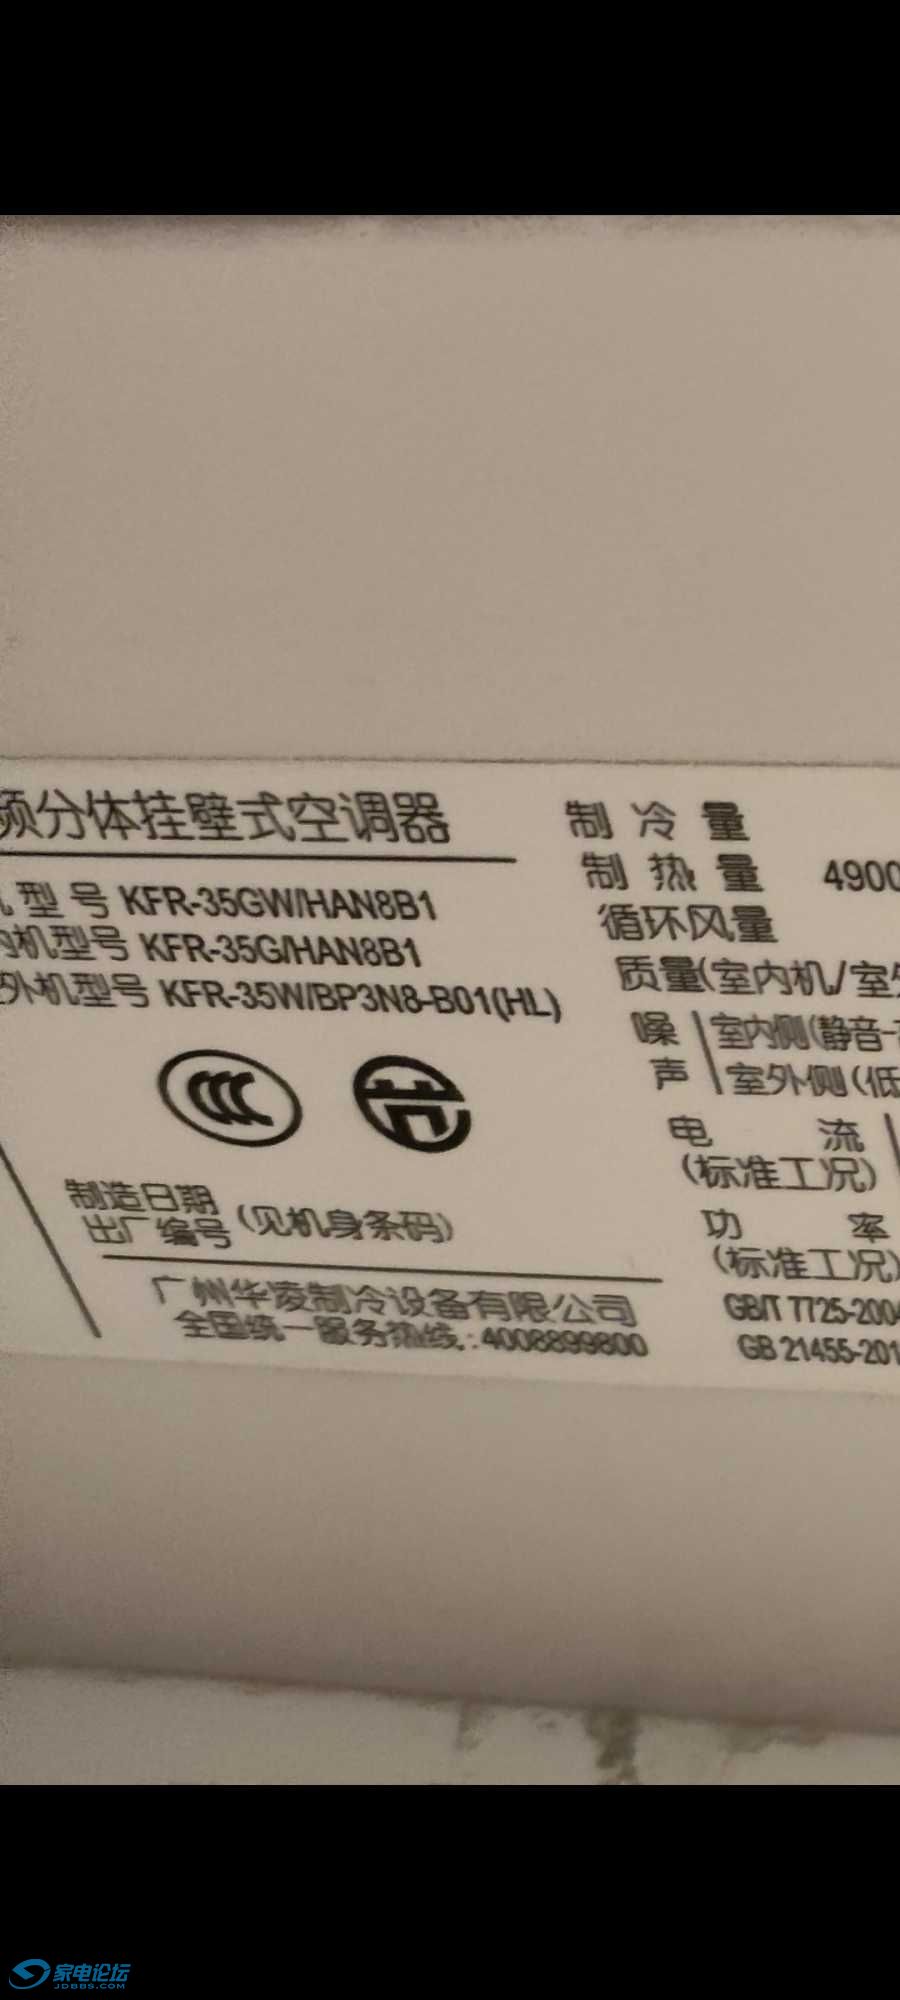 频分体挂壁式空调器
机型号 KFR-35GW/HAN8B1
内机型号 KFR-35G/HAN8B1
外机型号 KFR-35W/BP3N8-B01(HL)
制造日期
出厂编号 (见机身条码)
广州华凌制冷设备有限公司
全国统一服务热线:4008899800
制冷量
制热量 4900
循环风量
质量(室内机/室外
噪声 室内侧(静音-
室外侧(低
电流
(标准工况)
功率
(标准工况)
GB/T 7725-2004
GB 21455-201
家电论坛
JDBBS.COM